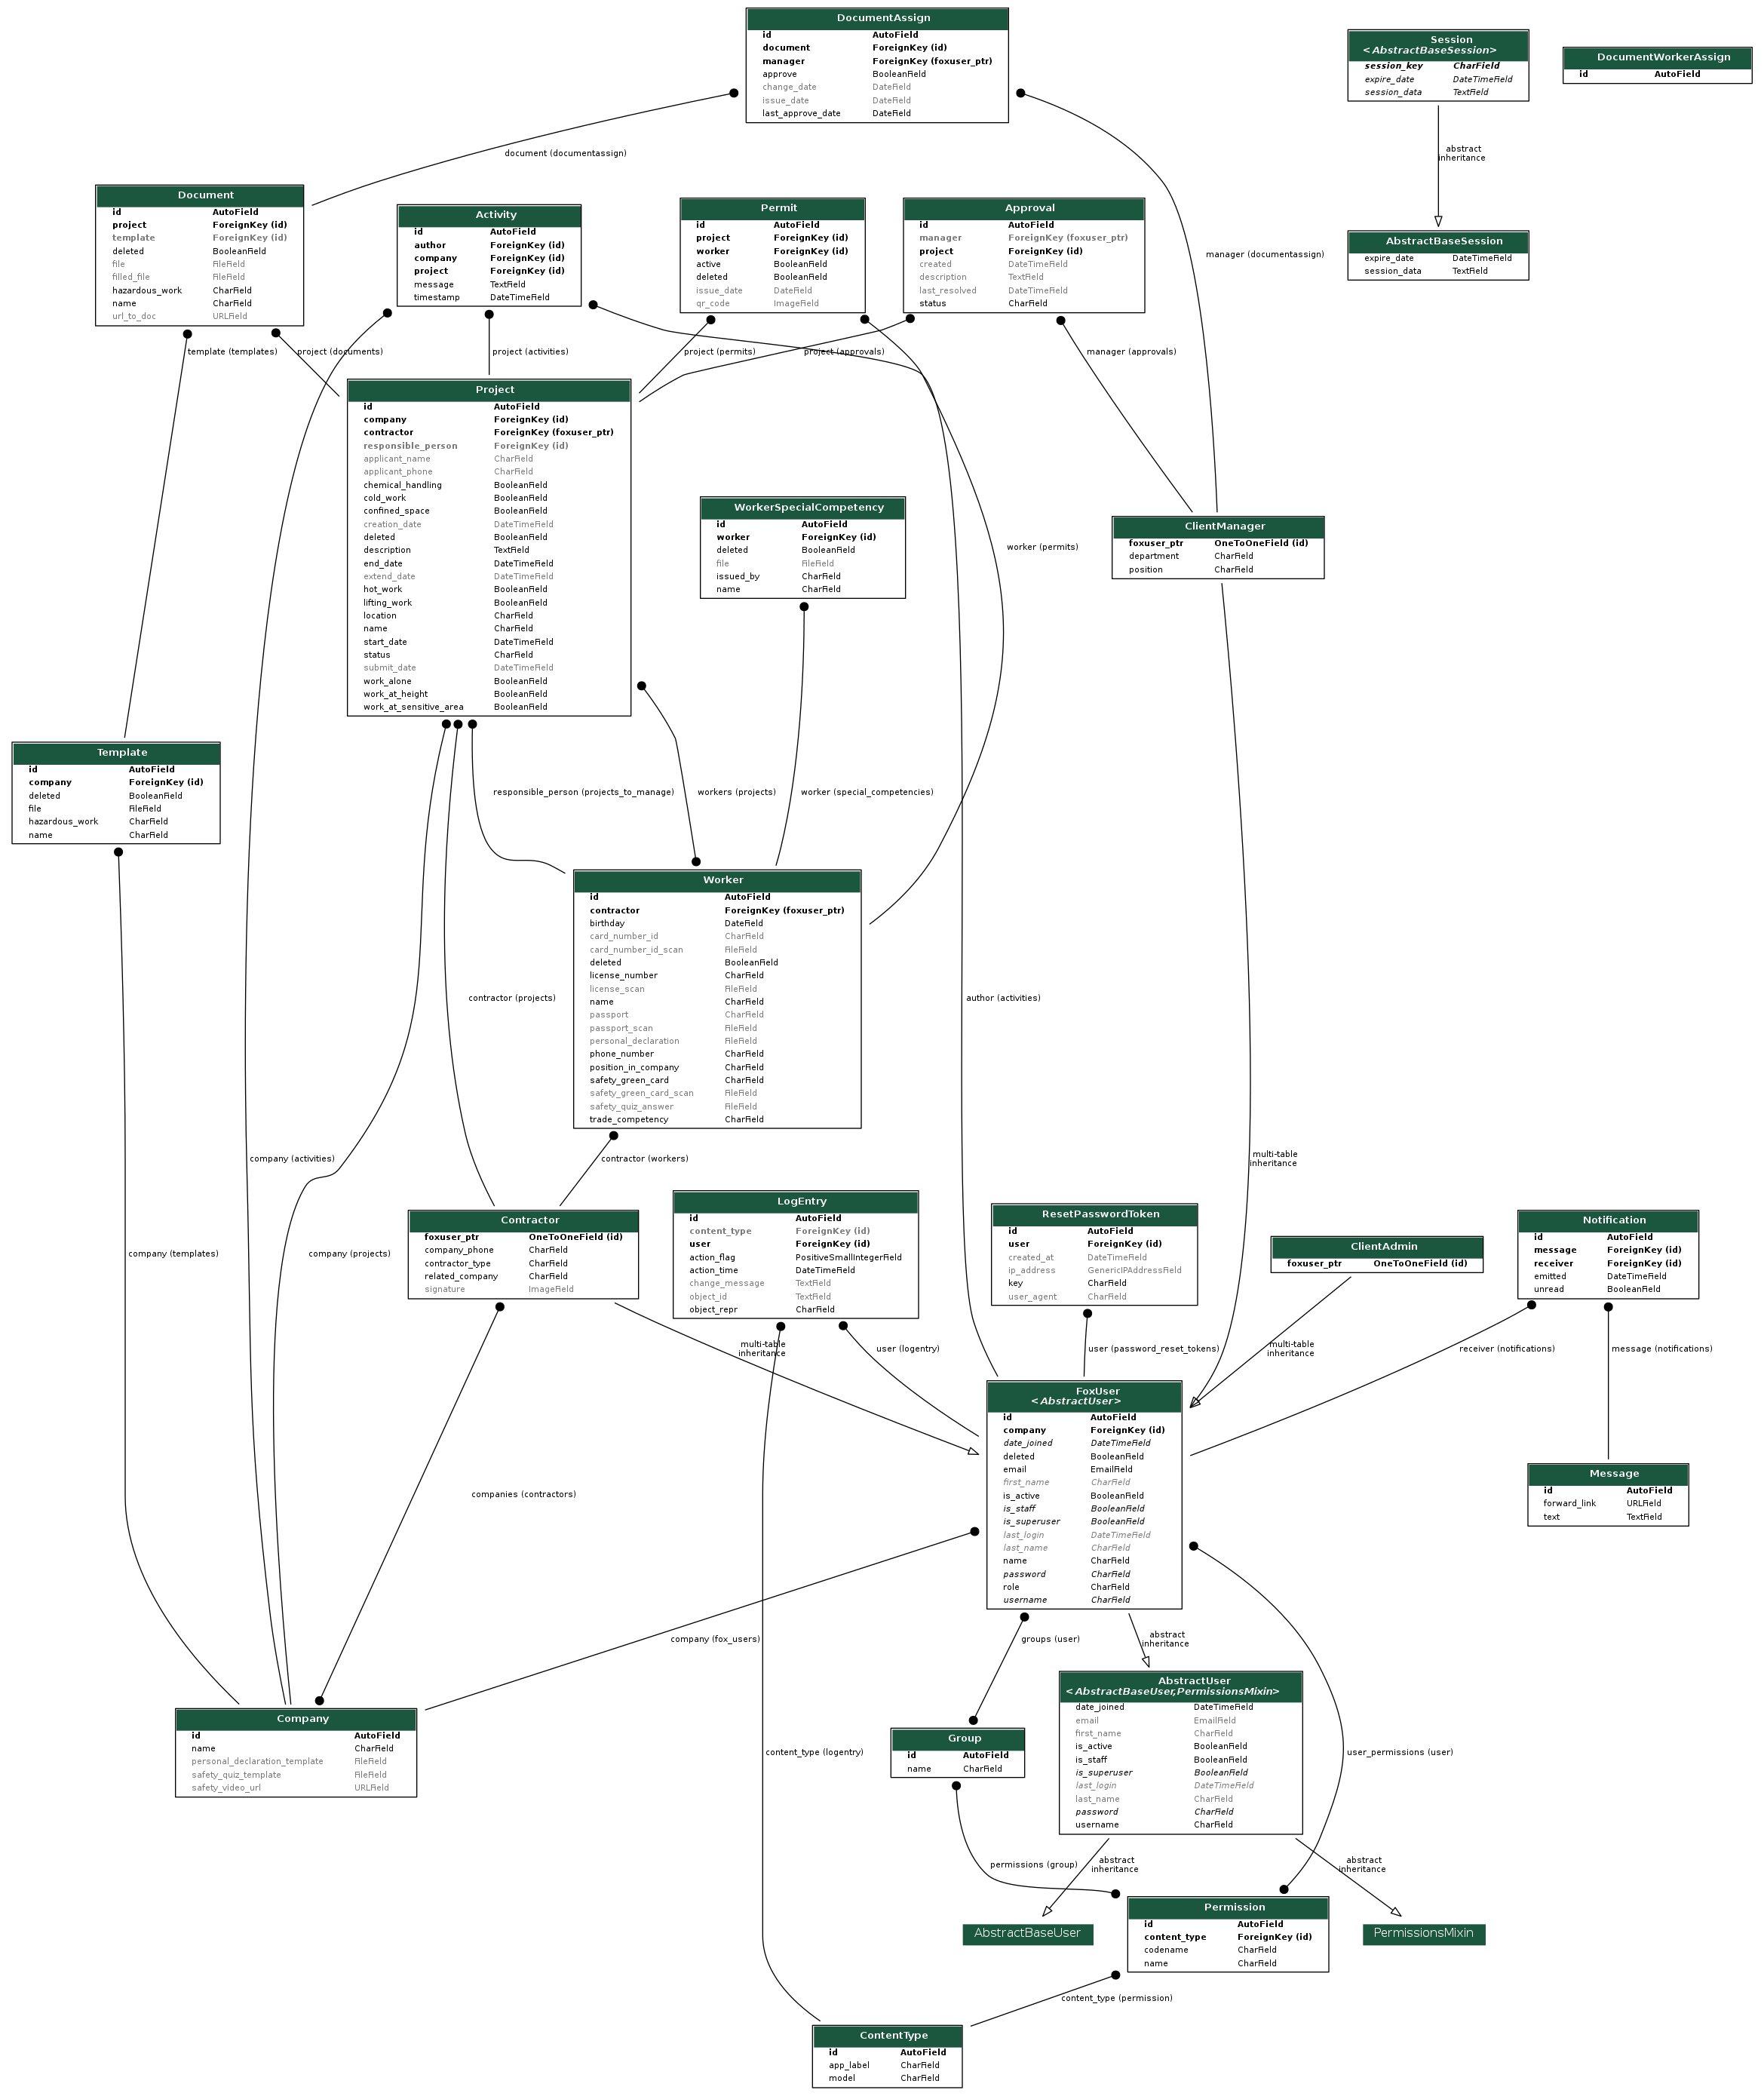 DocumentAssign
id AutoField
document ForeignKey (id)
manager ForeignKey (foxuser_ptr)
approve BooleanField
change_date DateField
issue_date DateField
last_approve_date DateField
Session
<AbstractBaseSession>
session_key CharField
expire_date DateTimeField
session_data TextField
DocumentWorkerAssign
id AutoField
document (documentassign)
abstract
inheritance
manager (documentassign)
Document
id AutoField
project ForeignKey (id)
template ForeignKey (id)
deleted BooleanField
file FileField
filled_file FileField
hazardous_work CharField
name CharField
url_to_doc URLField
Activity
id AutoField
author ForeignKey (id)
company ForeignKey (id)
project ForeignKey (id)
message TextField
timestamp DateTimeField
Permit
id AutoField
project ForeignKey (id)
worker ForeignKey (id)
active BooleanField
deleted BooleanField
issue_date DateField
qr_code ImageField
Approval
id AutoField
manager ForeignKey (foxuser_ptr)
project ForeignKey (id)
created DateTimeField
description TextField
last_resolved DateTimeField
status CharField
AbstractBaseSession
expire_date DateTimeField
session_data TextField
template (templates)
project (documents)
project (activities)
project (permits)
project (approvals)
manager (approvals)
Project
id AutoField
company ForeignKey (id)
contractor ForeignKey (foxuser_ptr)
responsible_person ForeignKey (id)
applicant_name CharField
applicant_phone CharField
chemical_handling BooleanField
cold_work BooleanField
confined_space BooleanField
creation_date DateTimeField
deleted BooleanField
description TextField
end_date DateTimeField
extend_date DateTimeField
hot_work BooleanField
lifting_work BooleanField
location CharField
name CharField
start_date DateTimeField
status CharField
submit_date DateTimeField
work_alone BooleanField
work_at_height BooleanField
work_at_sensitive_area BooleanField
WorkerSpecialCompetency
id AutoField
worker ForeignKey (id)
deleted BooleanField
file FileField
issued_by CharField
name CharField
worker (permits)
ClientManager
foxuser_ptr OneToOneField (id)
department CharField
position CharField
Template
id AutoField
company ForeignKey (id)
deleted BooleanField
file FileField
hazardous_work CharField
name CharField
responsible_person (projects_to_manage)
workers (projects)
worker (special_competencies)
Worker
id AutoField
contractor ForeignKey (foxuser_ptr)
birthday DateField
card_number_id CharField
card_number_id_scan FileField
deleted BooleanField
license_number CharField
license_scan FileField
name CharField
passport CharField
passport_scan FileField
personal_declaration FileField
phone_number CharField
position_in_company CharField
safety_green_card CharField
safety_green_card_scan FileField
safety_quiz_answer FileField
trade_competency CharField
contractor (projects)
author (activities)
company (activities)
contractor (workers)
multi-table
inheritance
company (templates)
company (projects)
Contractor
foxuser_ptr OneToOneField (id)
company_phone CharField
contractor_type CharField
related_company CharField
signature ImageField
LogEntry
id AutoField
content_type ForeignKey (id)
user ForeignKey (id)
action_flag PositiveSmallIntegerField
action_time DateTimeField
change_message TextField
object_id TextField
object_repr CharField
ResetPasswordToken
id AutoField
user ForeignKey (id)
created_at DateTimeField
ip_address GenericIPAddressField
key CharField
user_agent CharField
ClientAdmin
foxuser_ptr OneToOneField (id)
Notification
id AutoField
message ForeignKey (id)
receiver ForeignKey (id)
emitted DateTimeField
unread BooleanField
multi-table
inheritance
user (logentry)
user (password_reset_tokens)
multi-table
inheritance
receiver (notifications)
message (notifications)
FoxUser
<AbstractUser>
id AutoField
company ForeignKey (id)
date_joined DateTimeField
deleted BooleanField
email EmailField
first_name CharField
is_active BooleanField
is_staff BooleanField
is_superuser BooleanField
last_login DateTimeField
last_name CharField
name CharField
password CharField
role CharField
username CharField
Message
id AutoField
forward_link URLField
text TextField
companies (contractors)
company (fox_users)
groups (user)
abstract
inheritance
Company
id AutoField
name CharField
personal_declaration_template FileField
safety_quiz_template FileField
safety_video_url URLField
content_type (logentry)
Group
id AutoField
name CharField
AbstractUser
<AbstractBaseUser,PermissionsMixin>
date_joined DateTimeField
email EmailField
first_name CharField
is_active BooleanField
is_staff BooleanField
is_superuser BooleanField
last_login DateTimeField
last_name CharField
password CharField
username CharField
user_permissions (user)
permissions (group)
abstract
inheritance
abstract
inheritance
AbstractBaseUser
Permission
id AutoField
content_type ForeignKey (id)
codename CharField
name CharField
PermissionsMixin
content_type (permission)
ContentType
id AutoField
app_label CharField
model CharField